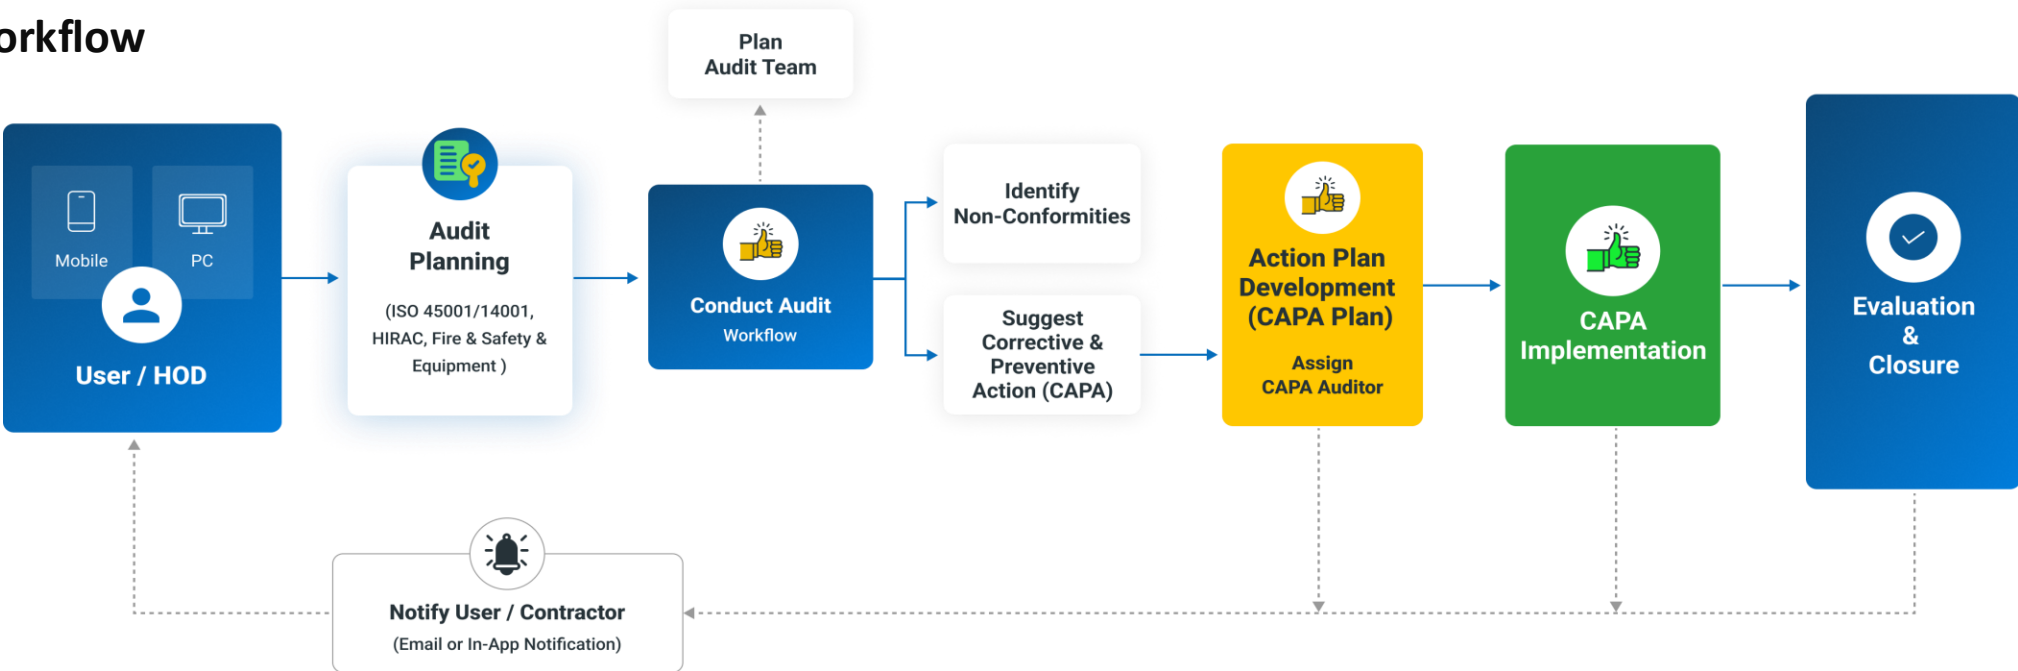 orkflow
Plan
Audit Team
Mobile
PC
User / HOD
Audit
Planning
(ISO 45001/14001,
HIRAC, Fire & Safety &
Equipment )
Conduct Audit
Workflow
Identify
Non-Conformities
Suggest
Corrective &
Preventive
Action (CAPA)
Action Plan
Development
(CAPA Plan)
Assign
CAPA Auditor
CAPA
Implementation
Evaluation
&
Closure
Notify User / Contractor
(Email or In-App Notification)